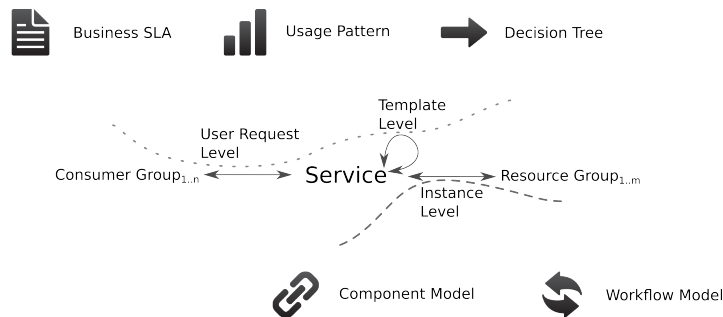 Business SLA
Usage Pattern
Decision Tree
Template
Level
User Request
Level
Consumer Group1..n
Service
Resource Group1..m
Instance
Level
Component Model
Workflow Model